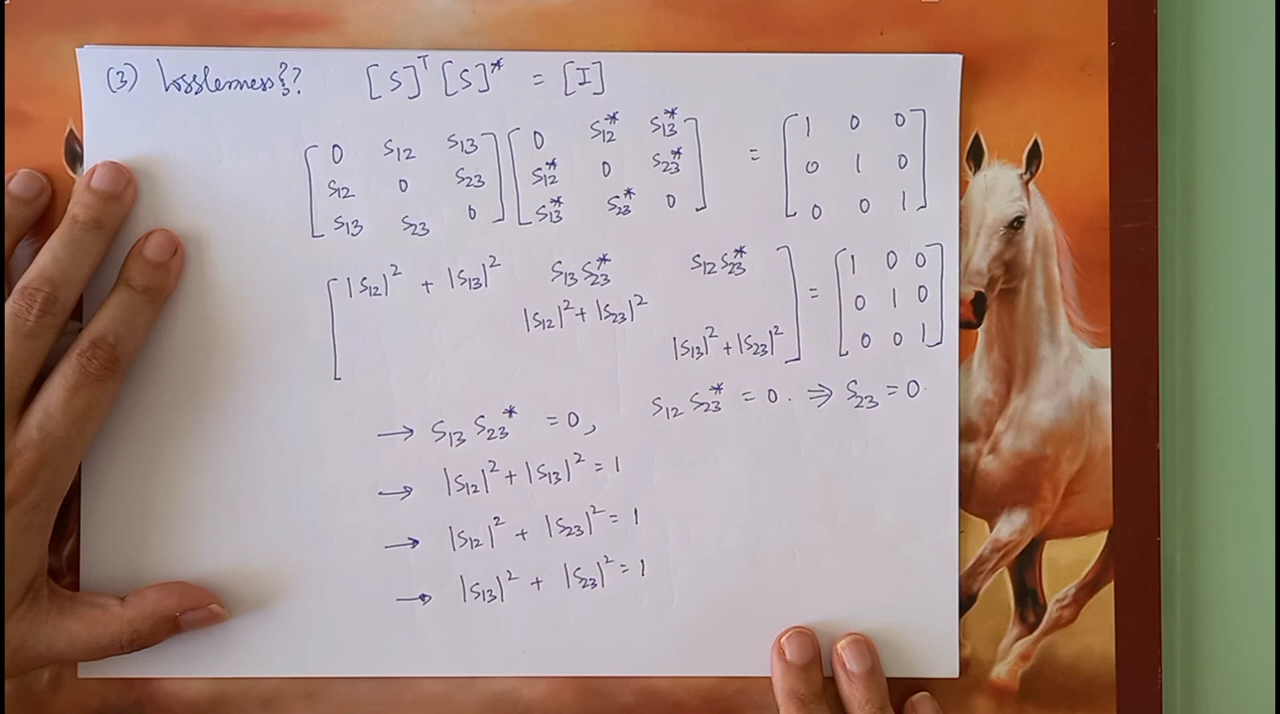 (3) Losslessness?? [S]^T [S]^* = [I]
[0 S12 S13; S12 0 S23; S13 S23 0] [0 S12^* S13^*; S12^* 0 S23^*; S13^* S23^* 0] = [1 0 0; 0 1 0; 0 0 1]
[|S12|² + |S13|² S13 S23^* S12 S23^*; |S12|² + |S23|²; |S13|² + |S23|²] = [1 0 0; 0 1 0; 0 0 1]
→ S13 S23^* = 0, S12 S23^* = 0. ⇒ S23 = 0.
→ |S12|² + |S13|² = 1
→ |S12|² + |S23|² = 1
→ |S13|² + |S23|² = 1